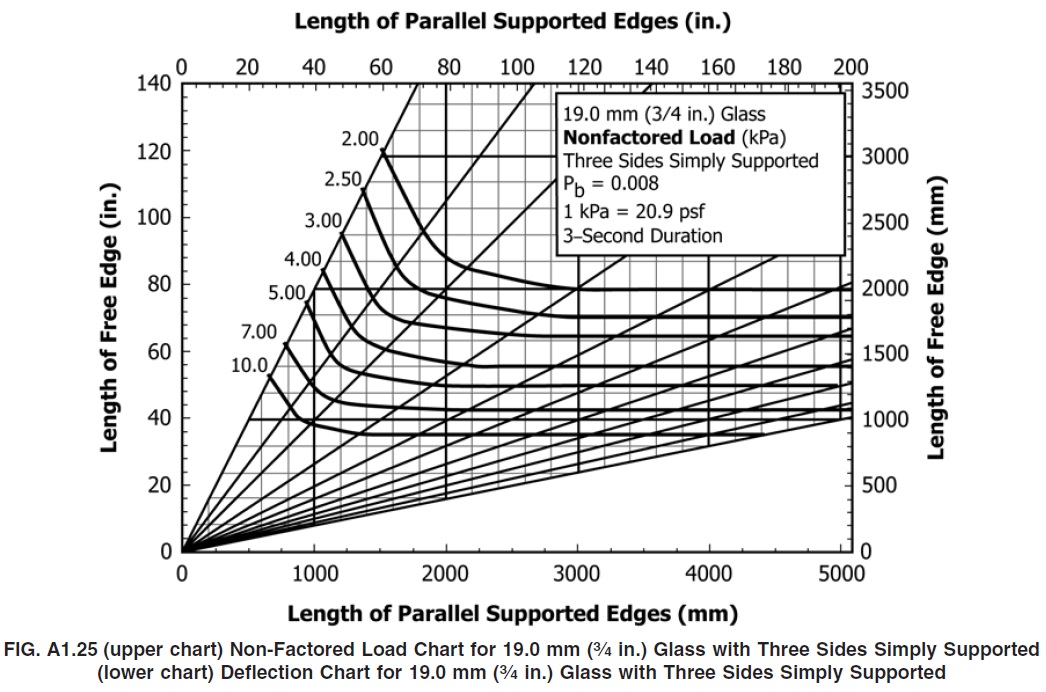 Length of Parallel Supported Edges (in.)
0 20 40 60 80 100 120 140 160 180 200
140
120
100
80
60
40
20
0
Length of Free Edge (in.)
2.00
2.50
3.00
4.00
5.00
7.00
10.0
19.0 mm (3/4 in.) Glass
Nonfactored Load (kPa)
Three Sides Simply Supported
Pb = 0.008
1 kPa = 20.9 psf
3–Second Duration
3500
3000
2500
2000
1500
1000
500
0
Length of Free Edge (mm)
0 1000 2000 3000 4000 5000
Length of Parallel Supported Edges (mm)
FIG. A1.25 (upper chart) Non-Factored Load Chart for 19.0 mm (¾ in.) Glass with Three Sides Simply Supported
(lower chart) Deflection Chart for 19.0 mm (¾ in.) Glass with Three Sides Simply Supported